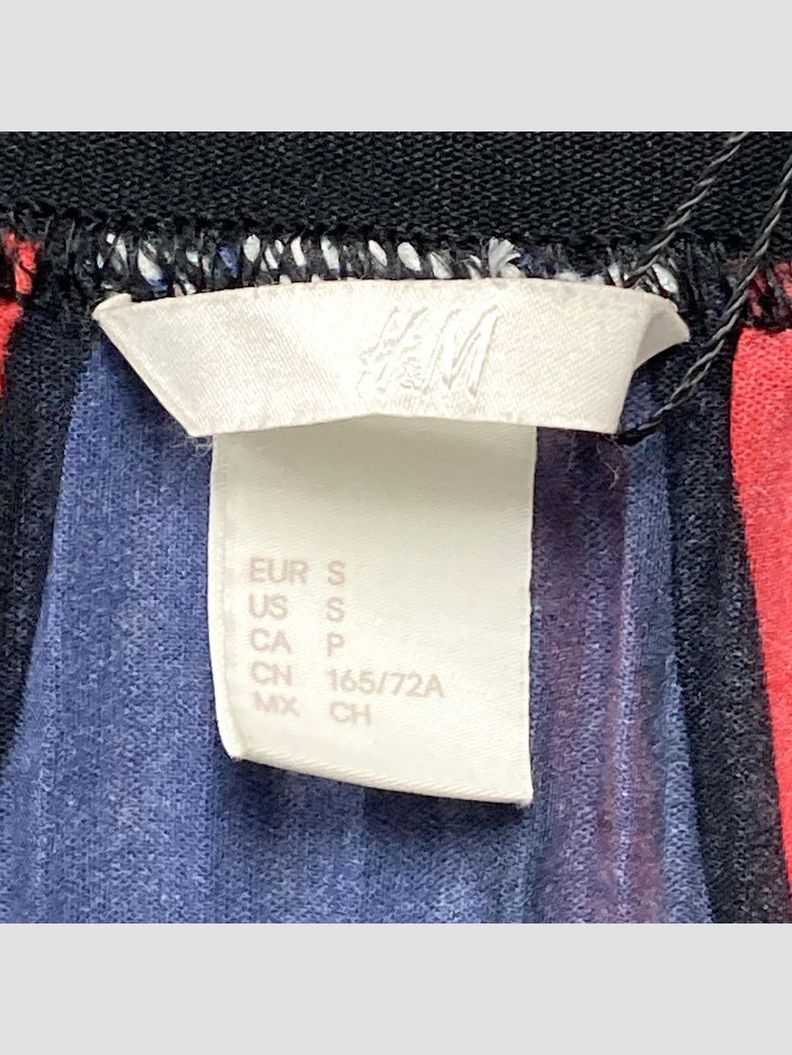 H&M
EUR S
US S
CA P
CN 165/72A
MX CH